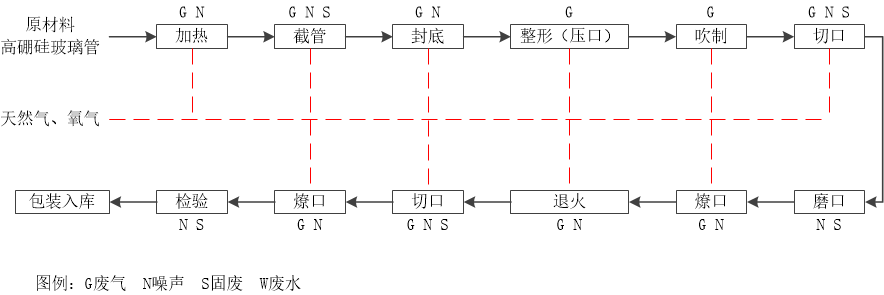 G N
G N S
G N
G
G
G N S
原材料
高硼硅玻璃管
加热
截管
封底
整形（压口）
吹制
切口
天然气、氧气
包装入库
检验
燎口
切口
退火
燎口
磨口
N S
G N
G N S
G N
G N
N S
图例：G废气 N噪声 S固废 W废水